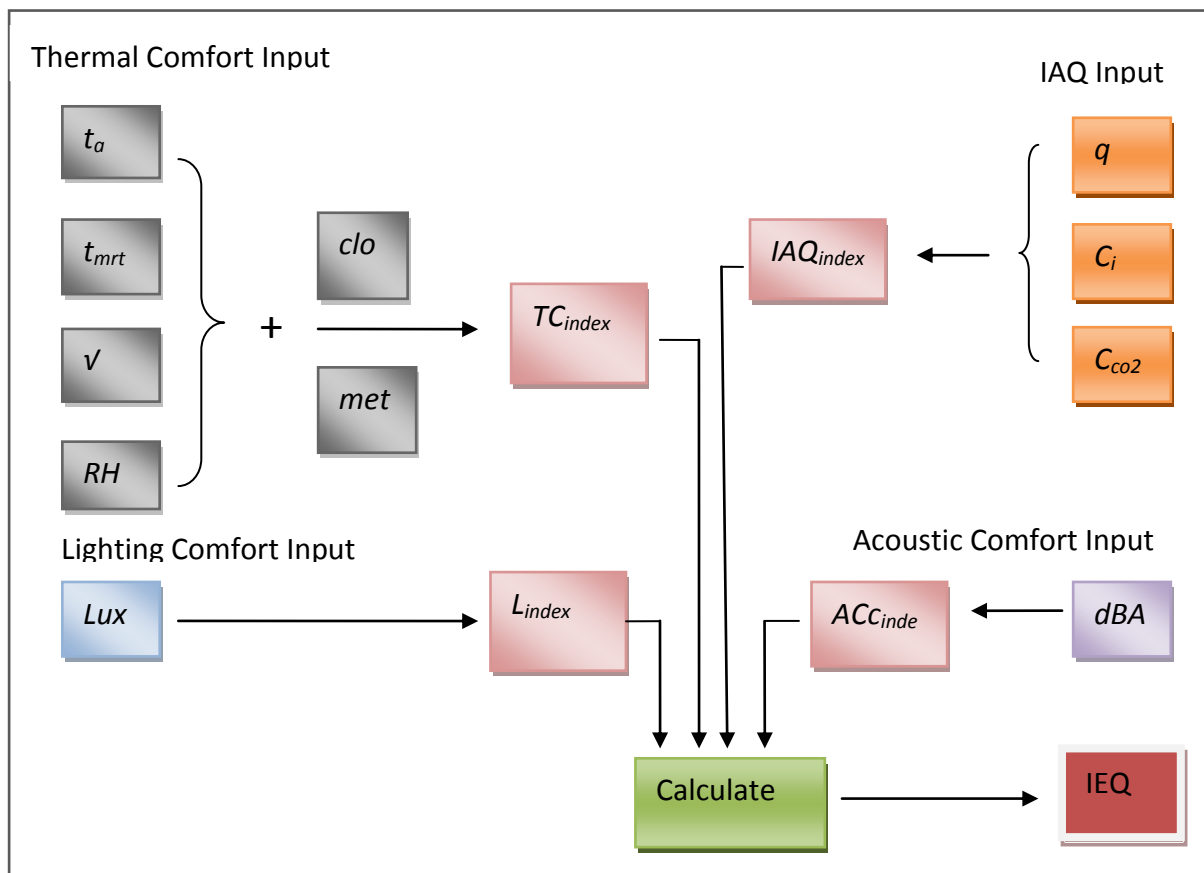 Thermal Comfort Input
IAQ Input
ta
q
tmrt
clo
IAQindex
Ci
+
TCindex
v
met
Cco2
RH
Lighting Comfort Input
Acoustic Comfort Input
Lux
Lindex
ACcinde
dBA
Calculate
IEQ